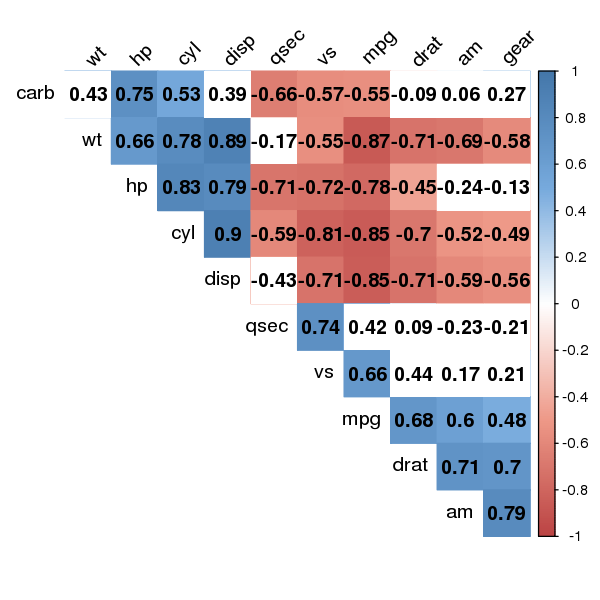 wt hp cyl disp qsec vs mpg drat am gear
carb 0.43 0.75 0.53 0.39 -0.66 -0.57 -0.55 -0.09 0.06 0.27
wt 0.66 0.78 0.89 -0.17 -0.55 -0.87 -0.71 -0.69 -0.58
hp 0.83 0.79 -0.71 -0.72 -0.78 -0.45 -0.24 -0.13
cyl 0.9 -0.59 -0.81 -0.85 -0.7 -0.52 -0.49
disp -0.43 -0.71 -0.85 -0.71 -0.59 -0.56
qsec 0.74 0.42 0.09 -0.23 -0.21
vs 0.66 0.44 0.17 0.21
mpg 0.68 0.6 0.48
drat 0.71 0.7
am 0.79
1
0.8
0.6
0.4
0.2
0
-0.2
-0.4
-0.6
-0.8
-1